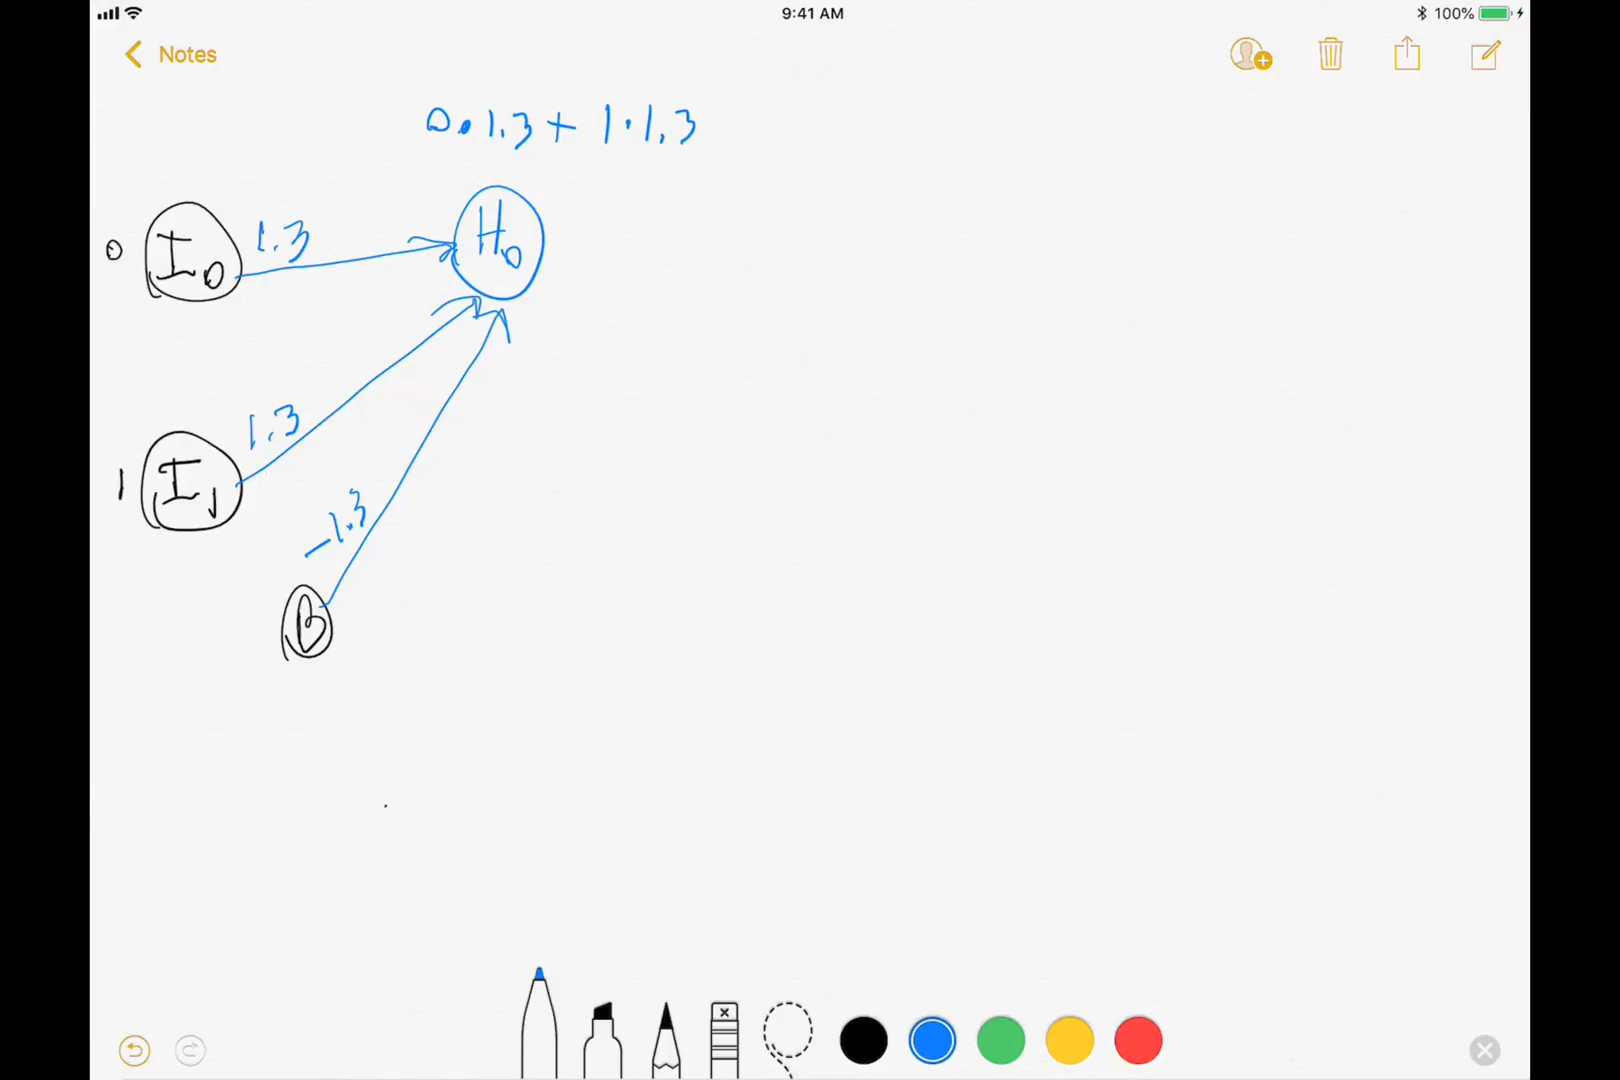 9:41 AM
100%
Notes
0 • 1.3 + 1 • 1.3
0
I0
1.3
H0
1.3
1
I1
-1.3
B